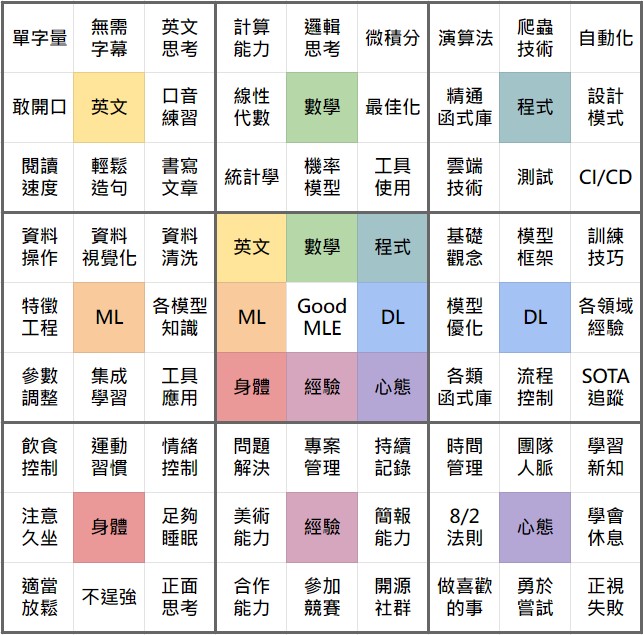 單字量 無需 英文 計算 邏輯 微積分 演算法 爬蟲 自動化
字幕 思考 能力 思考 技術
敢開口 英文 口音 線性 數學 最佳化 精通 程式 設計
練習 代數 函式庫 模式
閱讀 輕鬆 書寫 統計學 機率 工具 雲端 測試 CI/CD
速度 造句 文章 模型 使用 技術
資料 資料 資料 英文 數學 程式 基礎 模型 訓練
操作 視覺化 清洗 觀念 框架 技巧
特徵 ML 各模型 ML Good DL 模型 DL 各領域
工程 知識 MLE 優化 經驗
參數 集成 工具 身體 經驗 心態 各類 流程 SOTA
調整 學習 應用 函式庫 控制 追蹤
飲食 運動 情緒 問題 專案 持續 時間 團隊 學習
控制 習慣 控制 解決 管理 記錄 管理 人脈 新知
注意 身體 足夠 美術 經驗 簡報 8/2 心態 學會
久坐 睡眠 能力 能力 法則 休息
適當 不逞強 正面 合作 參加 開源 做喜歡 勇於 正視
放鬆 思考 能力 競賽 社群 的事 嘗試 失敗